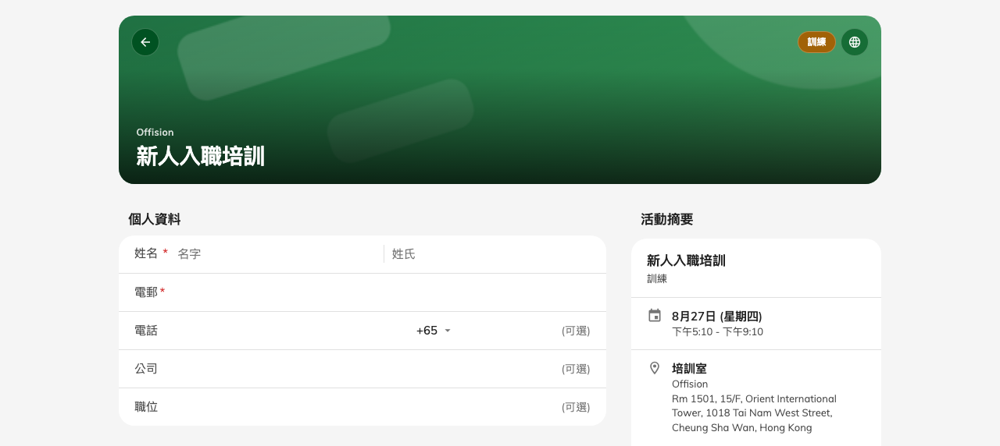 訓練
Offision
新人入職培訓
個人資料
姓名 * 名字 姓氏
電郵 *
電話 +65 (可選)
公司 (可選)
職位 (可選)
活動摘要
新人入職培訓
訓練
8月27日 (星期四)
下午5:10 - 下午9:10
培訓室
Offision
Rm 1501, 15/F, Orient International
Tower, 1018 Tai Nam West Street,
Cheung Sha Wan, Hong Kong